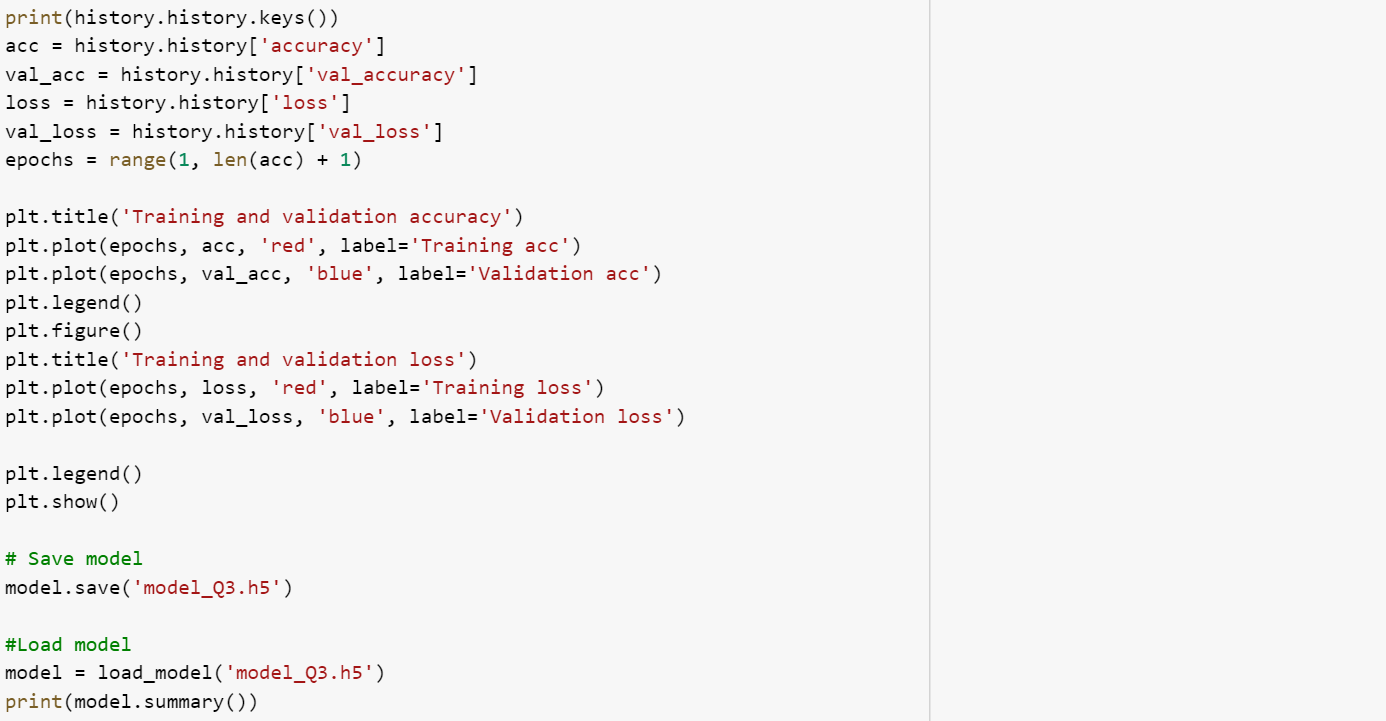 print(history.history.keys())
acc = history.history['accuracy']
val_acc = history.history['val_accuracy']
loss = history.history['loss']
val_loss = history.history['val_loss']
epochs = range(1, len(acc) + 1)

plt.title('Training and validation accuracy')
plt.plot(epochs, acc, 'red', label='Training acc')
plt.plot(epochs, val_acc, 'blue', label='Validation acc')
plt.legend()
plt.figure()
plt.title('Training and validation loss')
plt.plot(epochs, loss, 'red', label='Training loss')
plt.plot(epochs, val_loss, 'blue', label='Validation loss')

plt.legend()
plt.show()

# Save model
model.save('model_Q3.h5')

#Load model
model = load_model('model_Q3.h5')
print(model.summary())